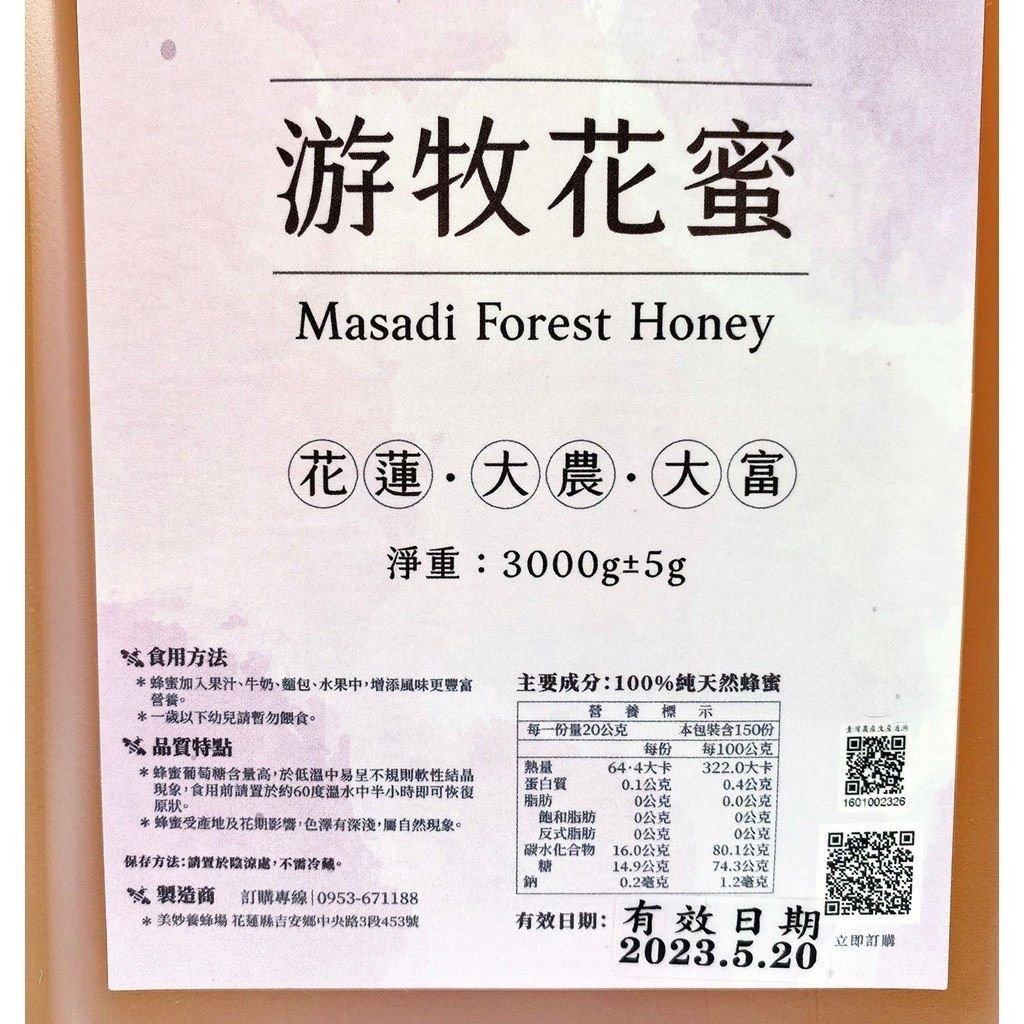 游牧花蜜
Masadi Forest Honey
花蓮·大農·大富
淨重：3000g±5g
食用方法
＊蜂蜜加入果汁、牛奶、麵包、水果中，增添風味更豐富
營養。
＊一歲以下幼兒請暫勿餵食。
品質特點
＊蜂蜜葡萄糖含量高，於低溫中易呈不規則軟性結晶
現象，食用前請置於約60度溫水中半小時即可恢復
原狀。
＊蜂蜜受產地及花期影響，色澤有深淺，屬自然現象。
保存方法：請置於陰涼處，不需冷藏。
製造商 訂購專線|0953-671188
＊美妙養蜂場 花蓮縣吉安鄉中央路3段453號
主要成分：100%純天然蜂蜜
營養標示
每一份量20公克 本包裝含150份
每份 每100公克
熱量 64·4大卡 322.0大卡
蛋白質 0.1公克 0.4公克
脂肪 0公克 0.0公克
飽和脂肪 0公克 0公克
反式脂肪 0公克 0公克
碳水化合物 16.0公克 80.1公克
糖 14.9公克 74.3公克
鈉 0.2毫克 1.2毫克
有效日期：有效日期
2023.5.20
臺灣農產生產追溯
1601002326
立即訂購